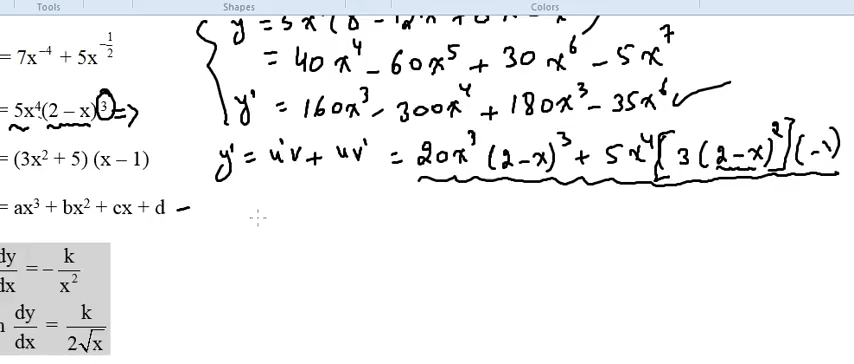 Tools Shapes Colors
= 7x⁻⁴ + 5x^(-1/2)
= 40x⁴ - 60x⁵ + 30x⁶ - 5x⁷
= 5x⁴(2 – x)³ =>
y' = 160x³ - 300x⁴ + 180x³ - 35x⁶ ✓
= (3x² + 5) (x – 1)
y' = u'v + uv' = 20x³ (2-x)³ + 5x⁴ [3(2-x)²](-1)
= ax³ + bx² + cx + d –
dy/dx = – k/x²
dy/dx = k/2√x